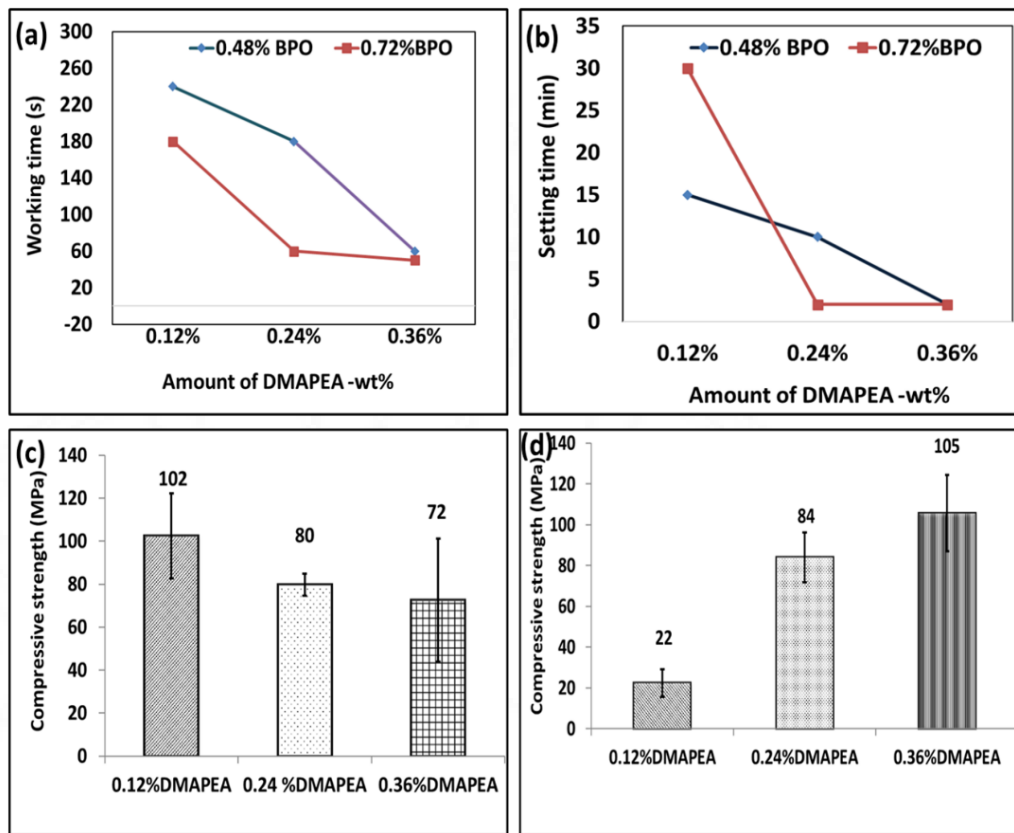 (a)
300
260
220
180
140
100
60
20
-20
Working time (s)
0.48% BPO 0.72%BPO
0.12% 0.24% 0.36%
Amount of DMAPEA -wt%
(b)
35
30
25
20
15
10
5
0
Setting time (min)
0.48% BPO 0.72%BPO
0.12% 0.24% 0.36%
Amount of DMAPEA -wt%
(c)
140
120
100
80
60
40
20
0
Compressive strength (MPa)
102
80
72
0.12%DMAPEA 0.24 %DMAPEA 0.36%DMAPEA
(d)
140
120
100
80
60
40
20
0
Compressive strength (MPa)
22
84
105
0.12%DMAPEA 0.24%DMAPEA 0.36%DMAPEA